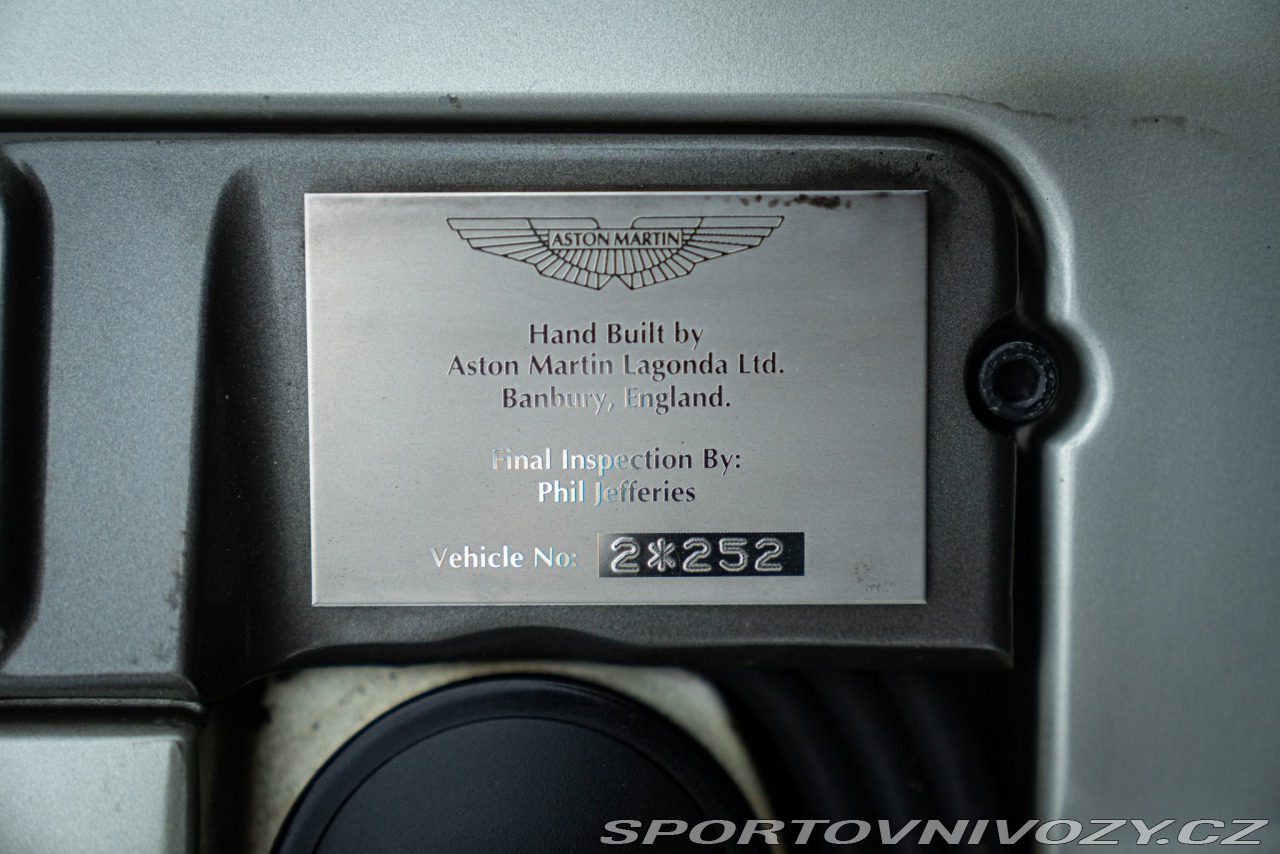 ASTON MARTIN
Hand Built by
Aston Martin Lagonda Ltd.
Banbury, England.
Final Inspection By:
Phil Jefferies
Vehicle No: 2*252
SPORTOVNIVOZY.CZ